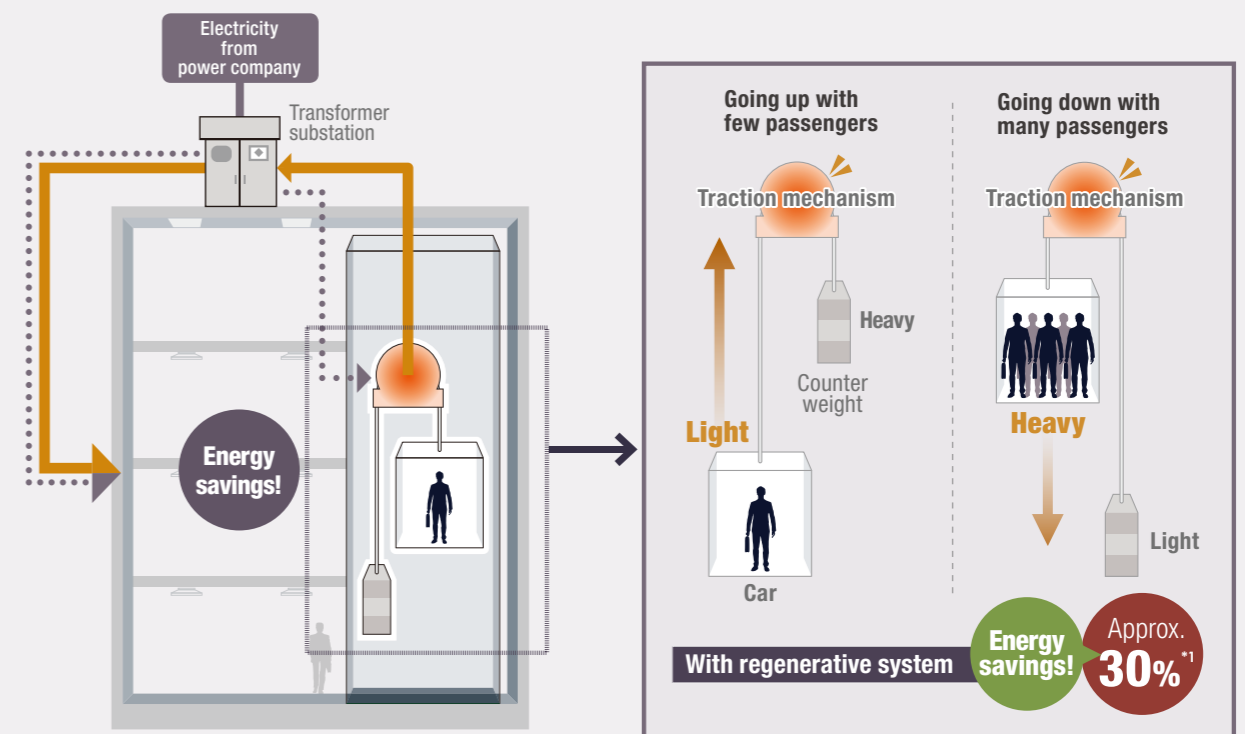 Electricity
from
power company
Transformer
substation
Energy
savings!
Going up with
few passengers
Traction mechanism
Heavy
Counter
weight
Light
Car
Going down with
many passengers
Traction mechanism
Heavy
Light
With regenerative system
Energy
savings!
Approx.
30%*1